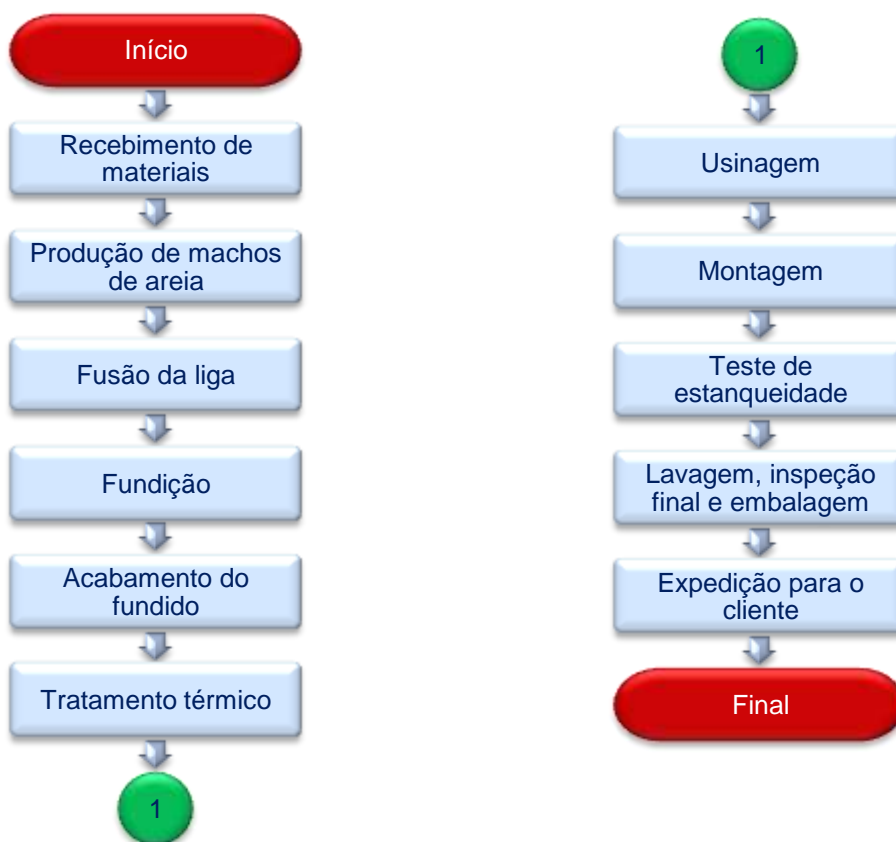 Início
Recebimento de
materiais
Produção de machos
de areia
Fusão da liga
Fundição
Acabamento do
fundido
Tratamento térmico
1
1
Usinagem
Montagem
Teste de
estanqueidade
Lavagem, inspeção
final e embalagem
Expedição para o
cliente
Final